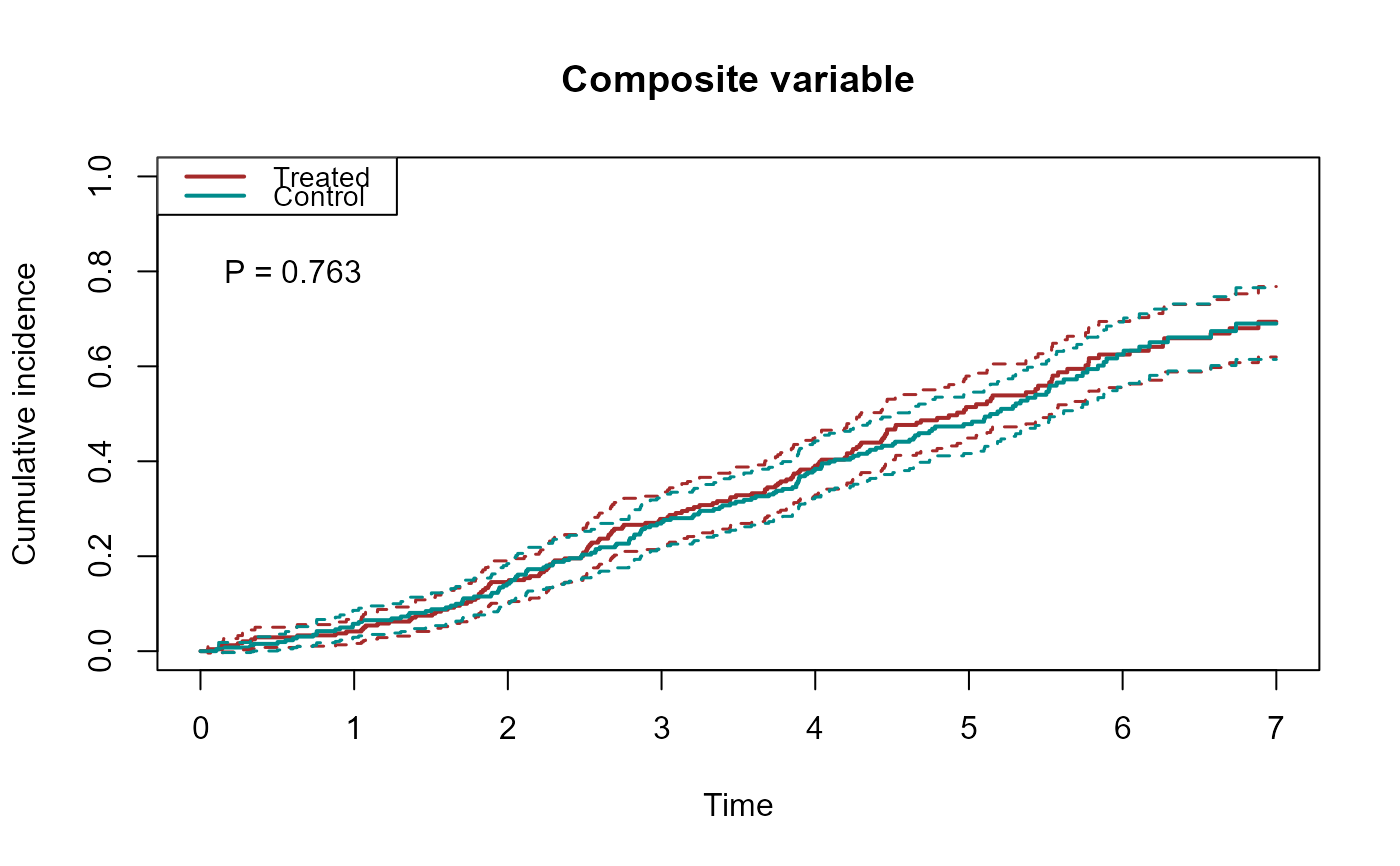 Composite variable
Treated
Control
P = 0.763
Cumulative incidence
1.0
0.8
0.6
0.4
0.2
0.0
0 1 2 3 4 5 6 7
Time